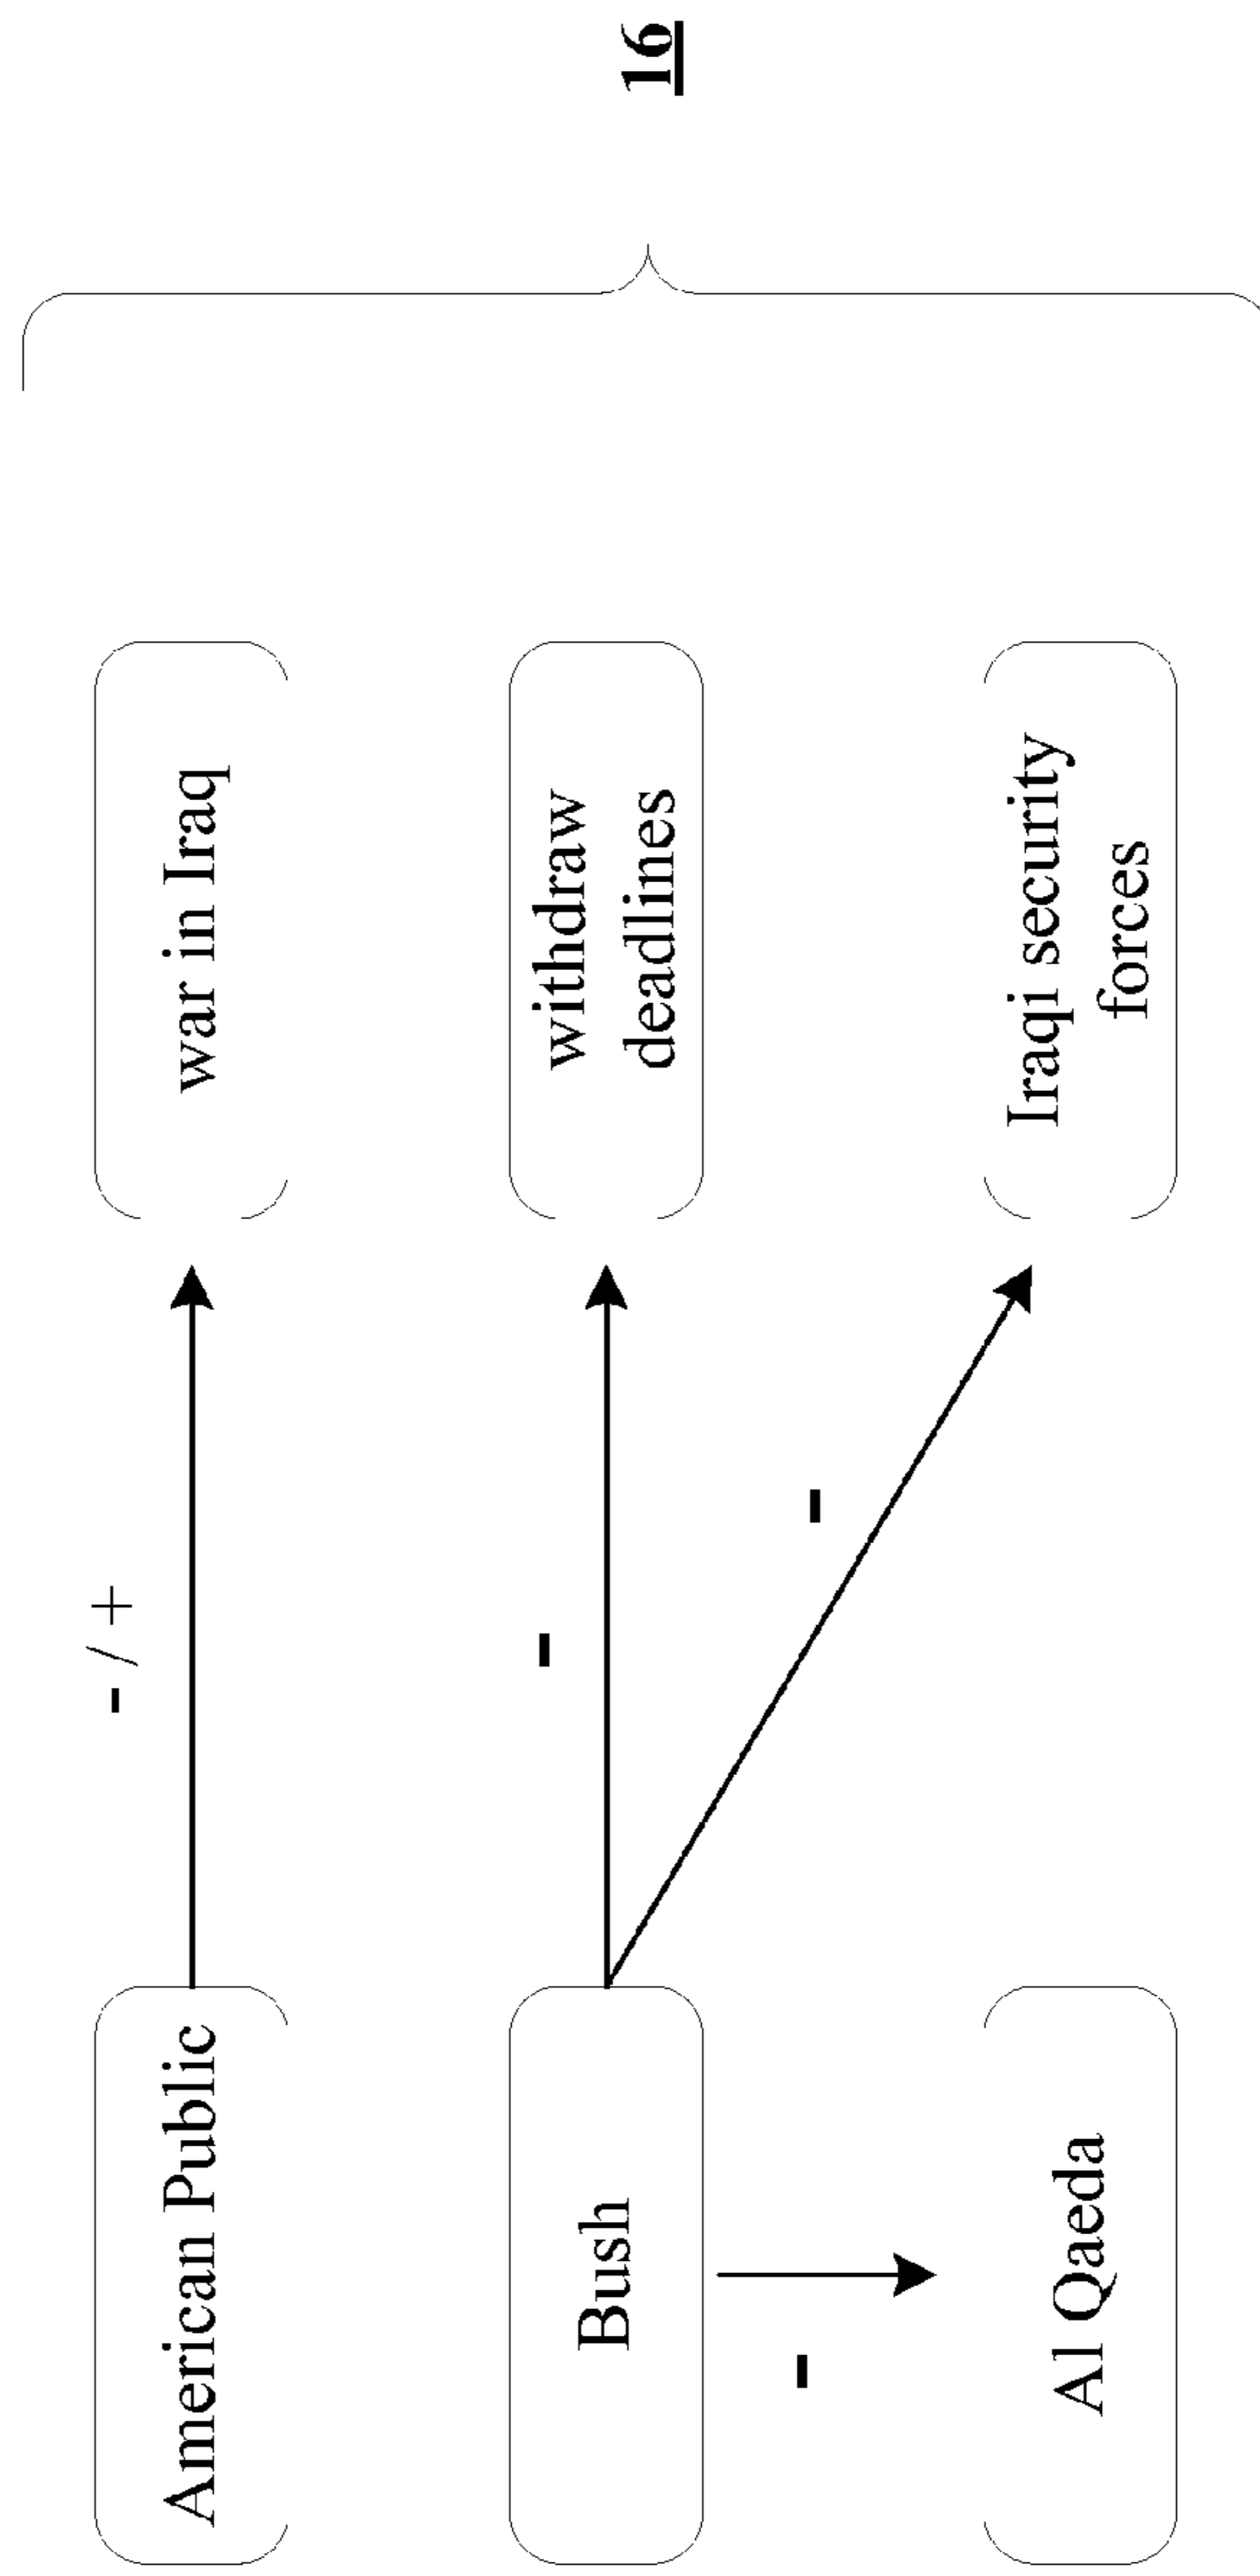 16
American Public
- / +
war in Iraq
Bush
-
withdraw
deadlines
-
-
Al Qaeda
Iraqi security
forces